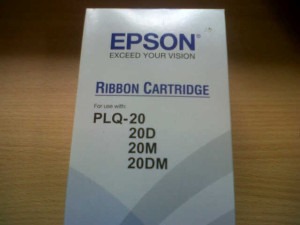 EPSON®
EXCEED YOUR VISION
RIBBON CARTRIDGE
For use with:
PLQ-20
20D
20M
20DM